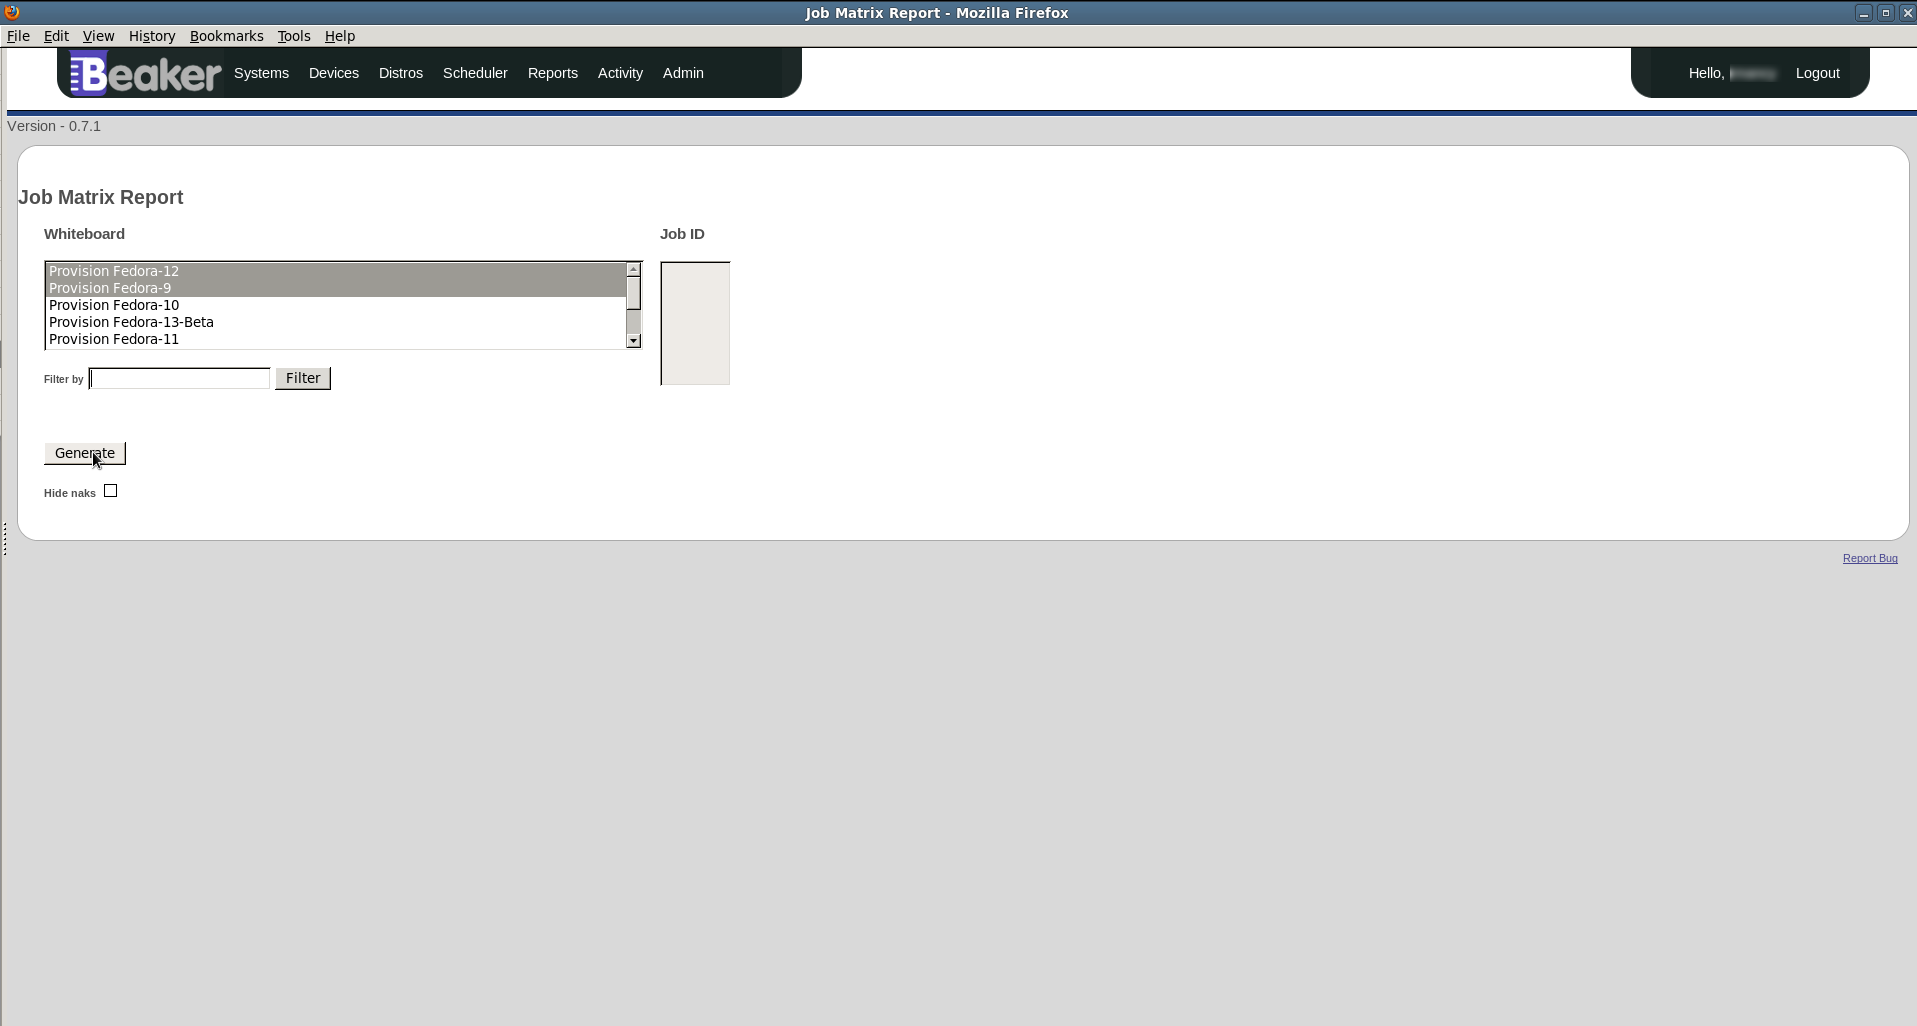 Job Matrix Report - Mozilla Firefox
File Edit View History Bookmarks Tools Help
Beaker Systems Devices Distros Scheduler Reports Activity Admin Hello, Logout
Version - 0.7.1
Job Matrix Report
Whiteboard Job ID
Provision Fedora-12
Provision Fedora-9
Provision Fedora-10
Provision Fedora-13-Beta
Provision Fedora-11
Filter by Filter
Generate
Hide naks
Report Bug